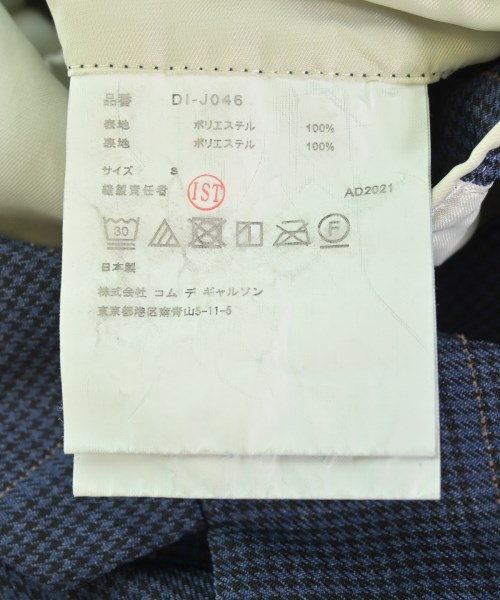 品番 DI-J046
表地 ポリエステル 100%
裏地 ポリエステル 100%
サイズ S
縫製責任者 IST AD2021
30 F
日本製
株式会社 コム デ ギャルソン
東京都港区南青山5-11-5